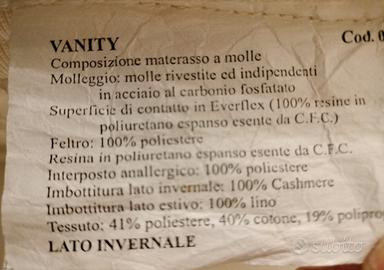 VANITY
Cod. 0
Composizione materasso a molle
Molleggio: molle rivestite ed indipendenti
in acciaio al carbonio fosfatato
Superficie di contatto in Everflex (100% resine in
poliuretano espanso esente da C.F.C.)
Feltro: 100% poliestere
Resina in poliuretano espanso esente da C.F.C.
Interposto anallergico: 100% poliestere
Imbottitura lato invernale: 100% Cashmere
Imbottitura lato estivo: 100% lino
Tessuto: 41% poliestere, 40% cotone, 19% poliprop
LATO INVERNALE
subito